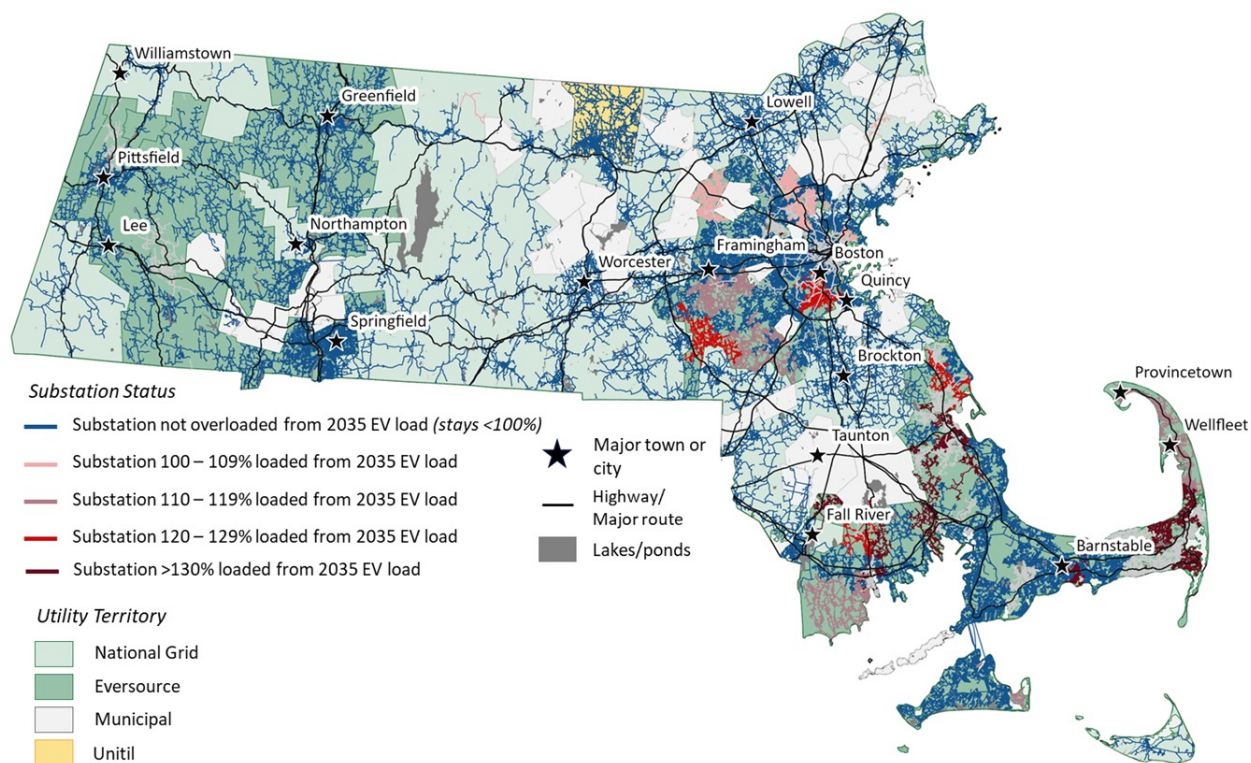 Williamstown
Greenfield
Lowell
Pittsfield
Lee
Northampton
Framingham
Boston
Worcester
Quincy
Springfield
Brockton
Provincetown
Wellfleet
Taunton
Fall River
Barnstable
Substation Status
Substation not overloaded from 2035 EV load (stays <100%)
Substation 100 – 109% loaded from 2035 EV load
Substation 110 – 119% loaded from 2035 EV load
Substation 120 – 129% loaded from 2035 EV load
Substation >130% loaded from 2035 EV load
Major town or
city
Highway/
Major route
Lakes/ponds
Utility Territory
National Grid
Eversource
Municipal
Unitil